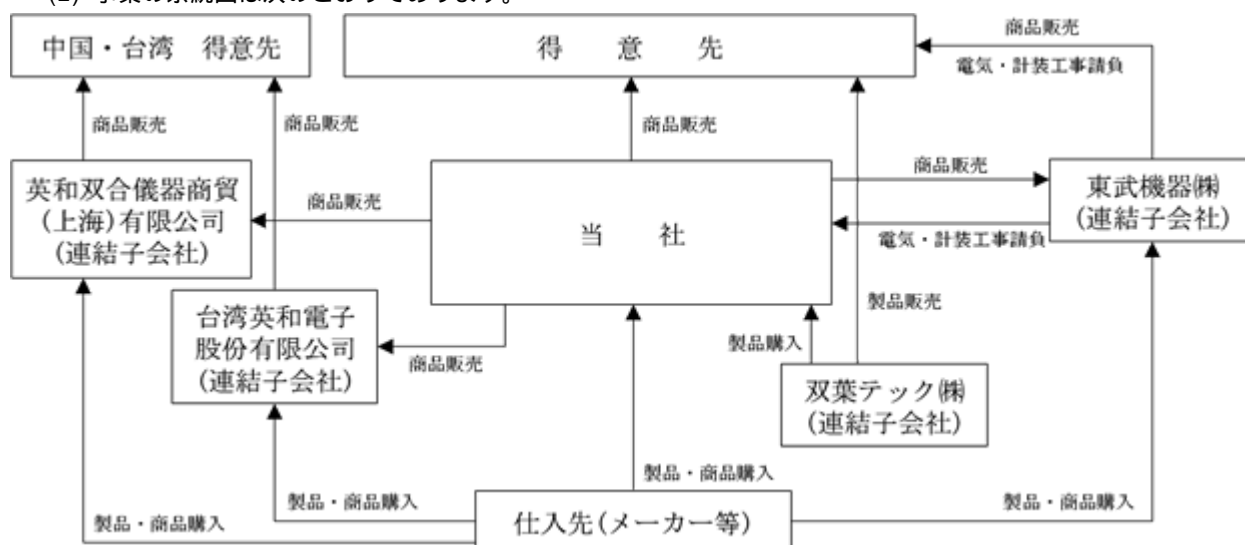 (2) 事業の系統図は次のとおりであります。
中国・台湾 得意先
得意先
商品販売
電気・計装工事請負
商品販売
商品販売
商品販売
製品販売
英和双合儀器商貿
(上海)有限公司
(連結子会社)
商品販売
当社
商品販売
電気・計装工事請負
東武機器㈱
(連結子会社)
台湾英和電子
股份有限公司
(連結子会社)
商品販売
製品購入
双葉テック㈱
(連結子会社)
製品・商品購入
製品・商品購入
製品・商品購入
仕入先(メーカー等)